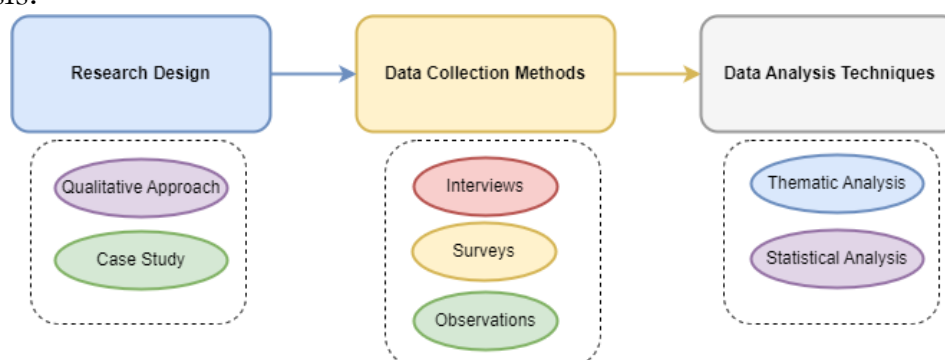 Research Design
Data Collection Methods
Data Analysis Techniques
Qualitative Approach
Case Study
Interviews
Surveys
Observations
Thematic Analysis
Statistical Analysis